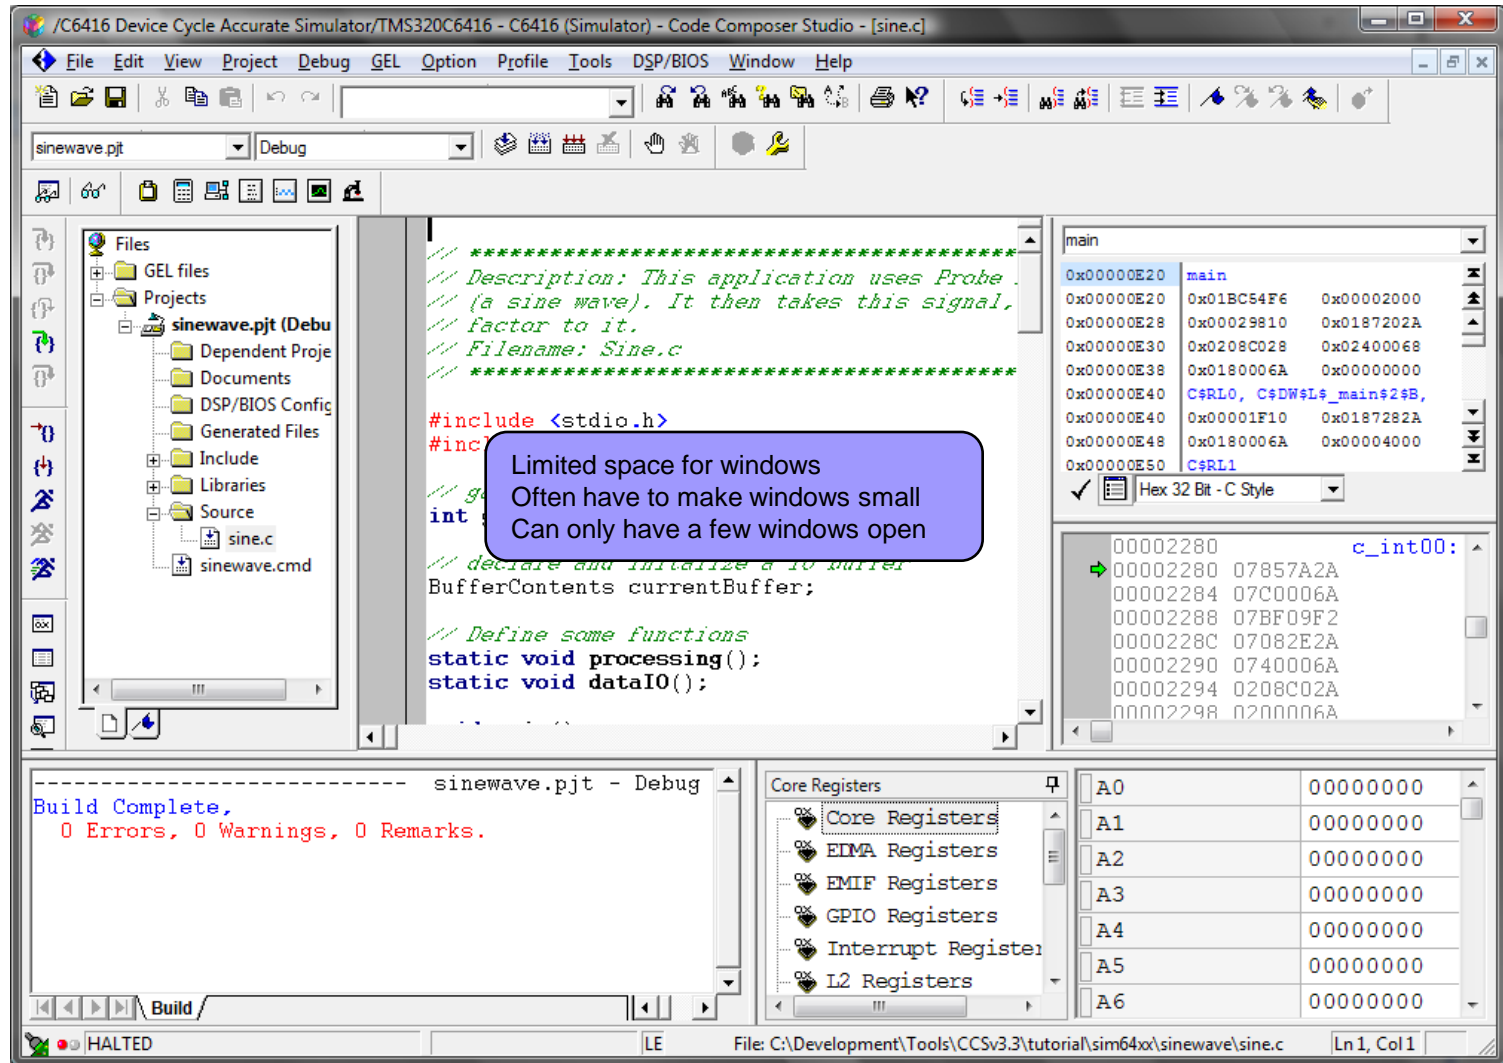 /C6416 Device Cycle Accurate Simulator/TMS320C6416 - C6416 (Simulator) - Code Composer Studio - [sine.c]
File Edit View Project Debug GEL Option Profile Tools DSP/BIOS Window Help
sinewave.pjt Debug
Files
GEL files
Projects
sinewave.pjt (Debu
Dependent Proje
Documents
DSP/BIOS Config
Generated Files
Include
Libraries
Source
sine.c
sinewave.cmd
// *****************************************
// Description: This application uses Probe
// (a sine wave). It then takes this signal,
// factor to it.
// Filename: Sine.c
// *****************************************
#include <stdio.h>
#incl
int
// declare and initalize a IO buffer
BufferContents currentBuffer;
// Define some functions
static void processing();
static void dataIO();
Limited space for windows
Often have to make windows small
Can only have a few windows open
main
0x00000E20 main
0x00000E20 0x01BC54F6 0x00002000
0x00000E28 0x00029810 0x0187202A
0x00000E30 0x0208C028 0x02400068
0x00000E38 0x0180006A 0x00000000
0x00000E40 C$RL0, C$DW$L$_main$2$B,
0x00000E40 0x00001F10 0x0187282A
0x00000E48 0x0180006A 0x00004000
0x00000E50 C$RL1
Hex 32 Bit - C Style
00002280 c_int00:
00002280 07857A2A
00002284 07C0006A
00002288 07BF09F2
0000228C 07082E2A
00002290 0740006A
00002294 0208C02A
00002298 0200006A
---------------------------- sinewave.pjt - Debug
Build Complete,
0 Errors, 0 Warnings, 0 Remarks.
Build
Core Registers
Core Registers
EDMA Registers
EMIF Registers
GPIO Registers
Interrupt Register
L2 Registers
A0 00000000
A1 00000000
A2 00000000
A3 00000000
A4 00000000
A5 00000000
A6 00000000
HALTED
LE
File: C:\Development\Tools\CCSv3.3\tutorial\sim64xx\sinewave\sine.c
Ln 1, Col 1